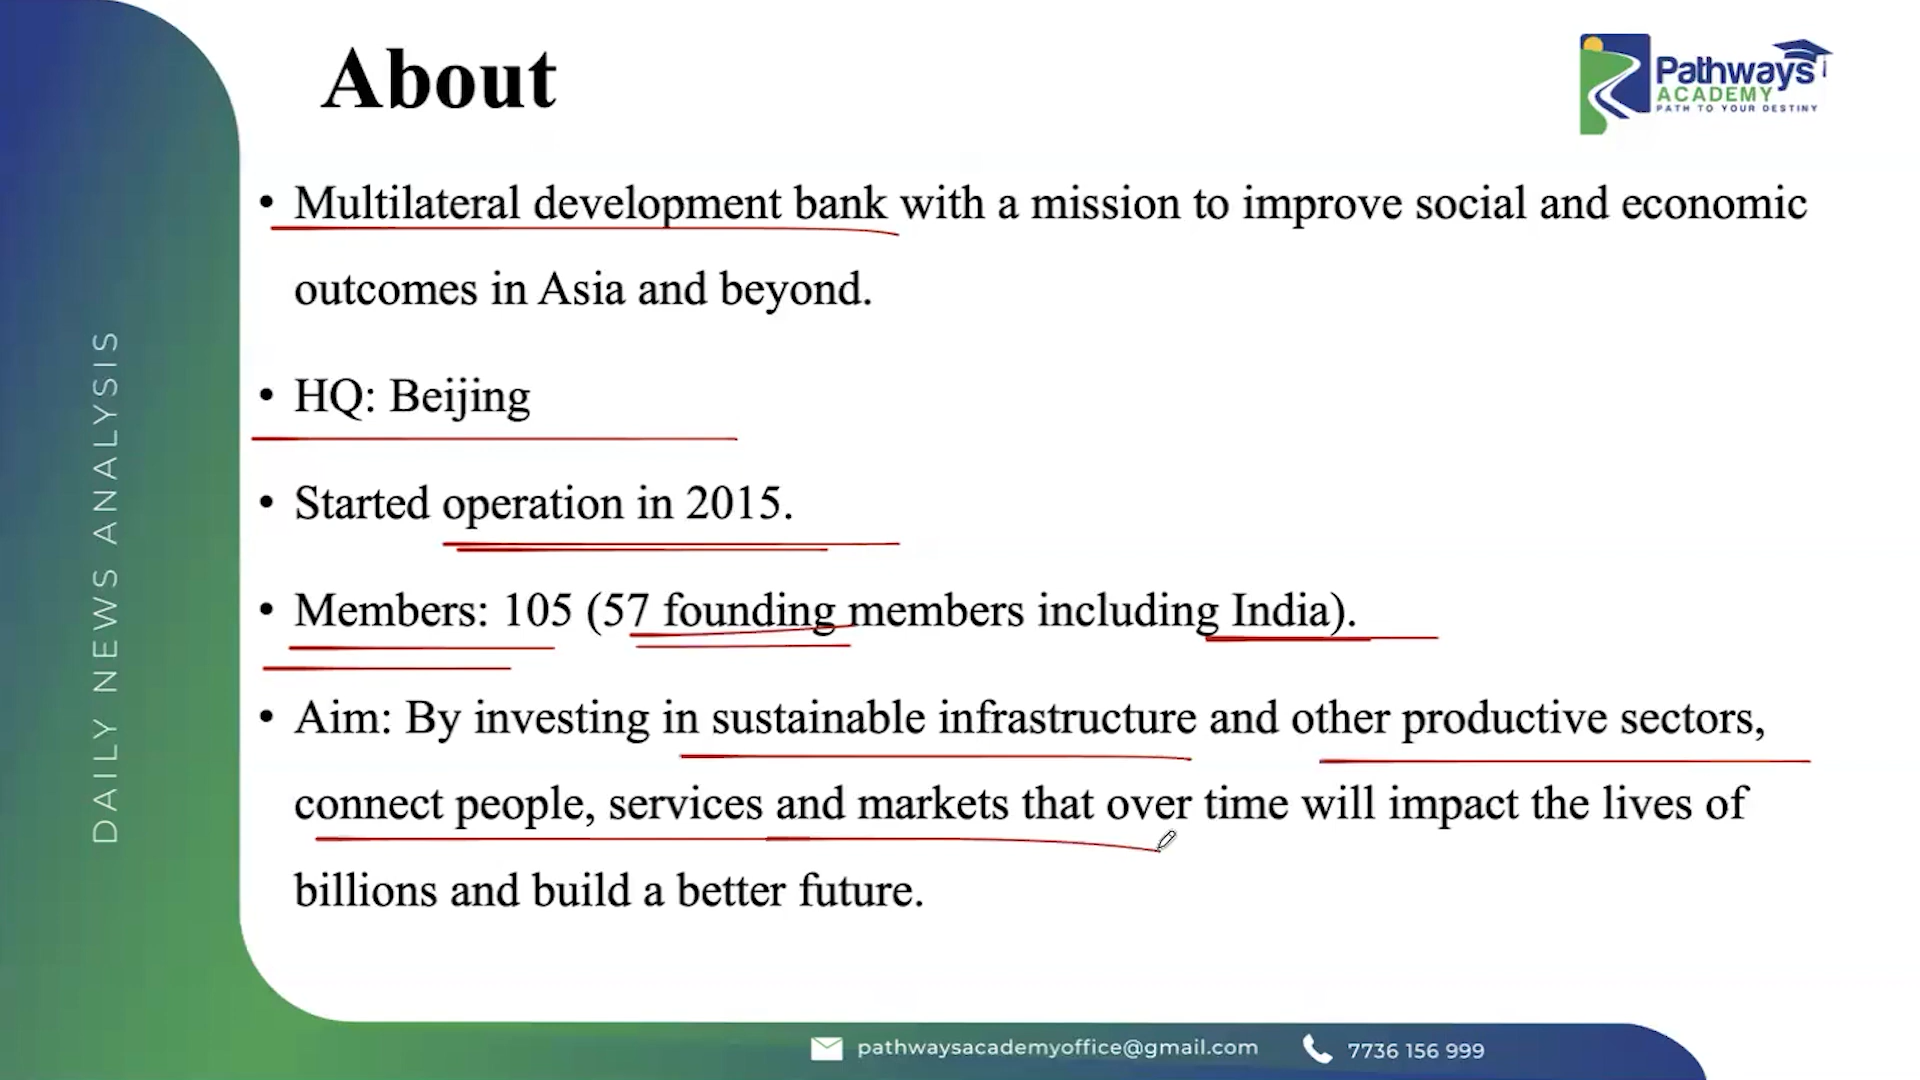 About
Pathways
ACADEMY
PATH TO YOUR DESTINY
• Multilateral development bank with a mission to improve social and economic
outcomes in Asia and beyond.
• HQ: Beijing
• Started operation in 2015.
• Members: 105 (57 founding members including India).
• Aim: By investing in sustainable infrastructure and other productive sectors,
connect people, services and markets that over time will impact the lives of
billions and build a better future.
DAILY NEWS ANALYSIS
pathwaysacademyoffice@gmail.com
7736 156 999